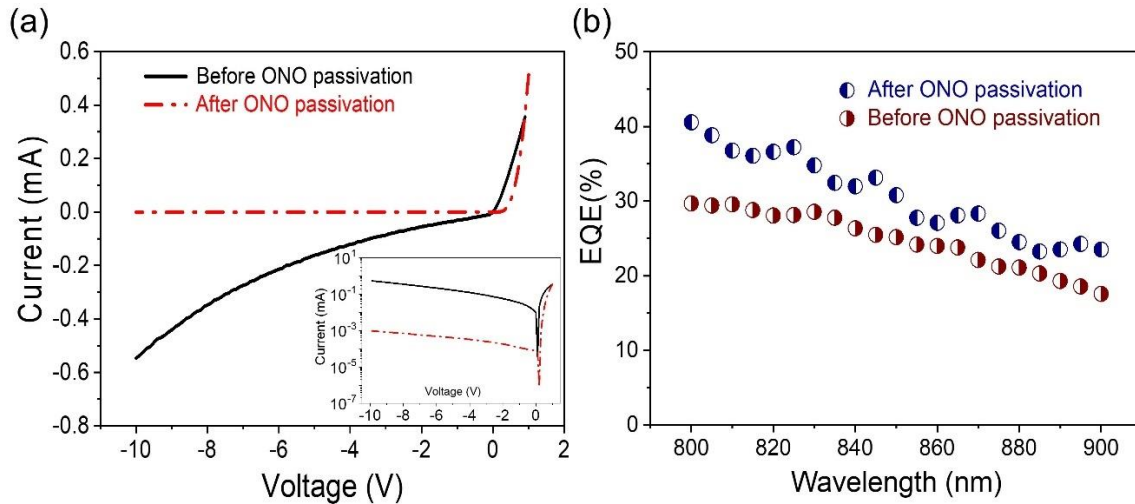 (a)
0.6
0.4
0.2
0.0
-0.2
-0.4
-0.6
-0.8
Current (mA)
Before ONO passivation
After ONO passivation
10^1
10^-1
10^-3
10^-5
10^-7
Current (mA)
Voltage (V)
-10 -8 -6 -4 -2 0
-10 -8 -6 -4 -2 0 2
Voltage (V)
(b)
50
40
30
20
10
0
EQE(%)
After ONO passivation
Before ONO passivation
800 820 840 860 880 900
Wavelength (nm)